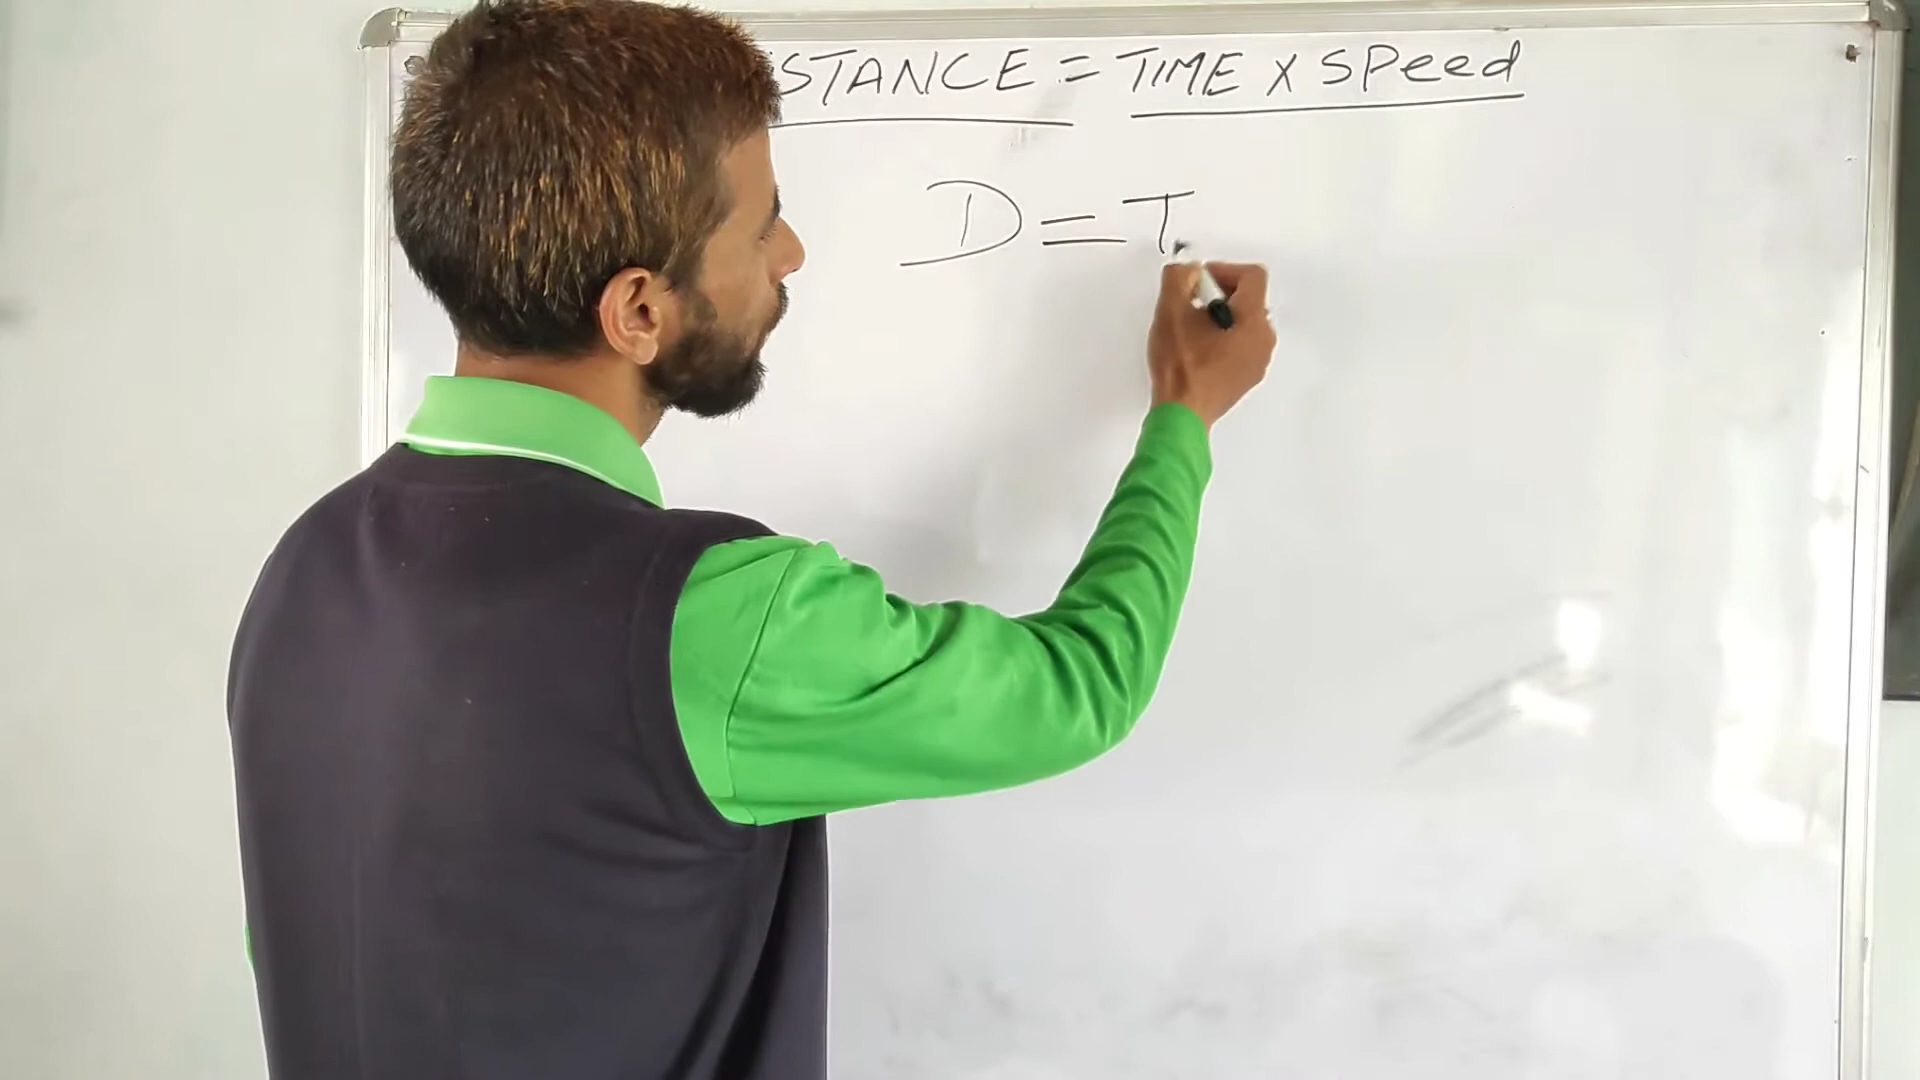 STANCE = TIME X SPeed
D = T